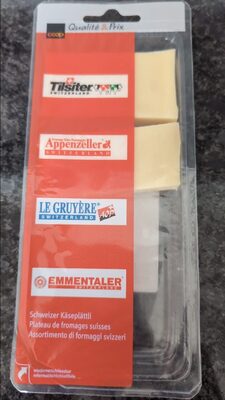 coop
Qualité & Prix
Tilsiter
SWITZERLAND
Appenzeller
SWITZERLAND
LE GRUYÈRE
SWITZERLAND
AOP
EMMENTALER
SWITZERLAND
Schweizer Käseplättli
Plateau de fromages suisses
Assortimento di formaggi svizzeri